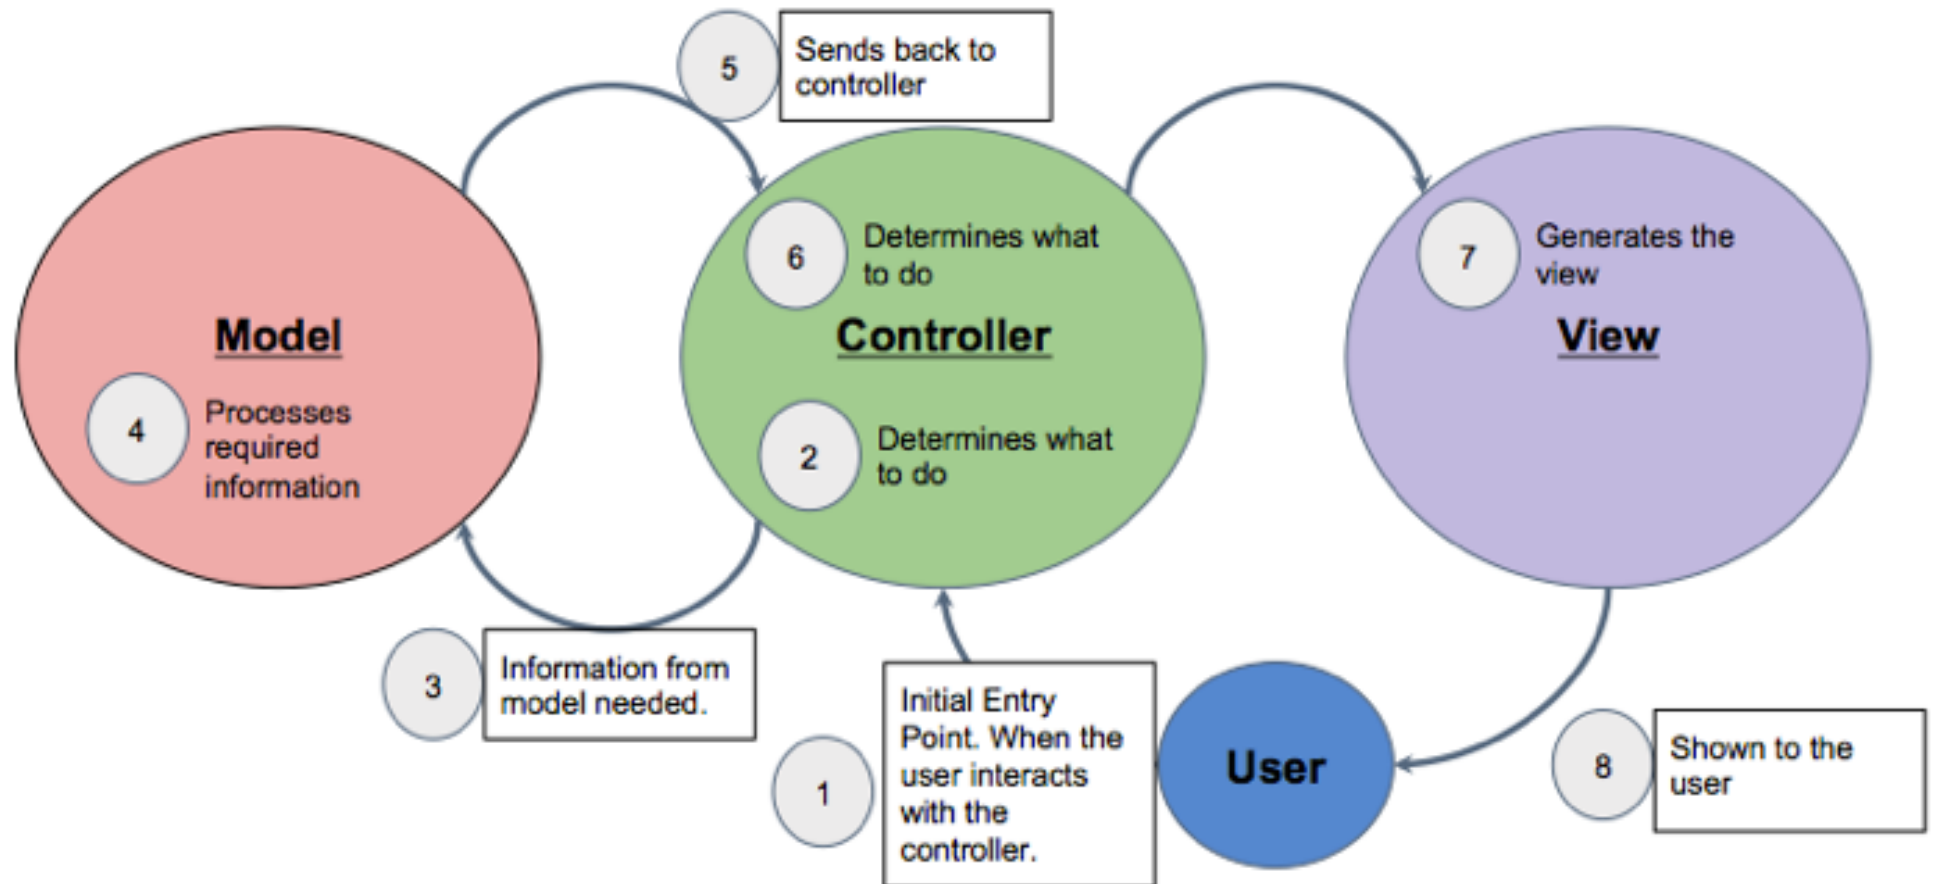 5
Sends back to
controller
6
Determines what
to do
7
Generates the
view
Model
Controller
View
4
Processes
required
information
2
Determines what
to do
3
Information from
model needed.
1
Initial Entry
Point. When the
user interacts
with the
controller.
User
8
Shown to the
user